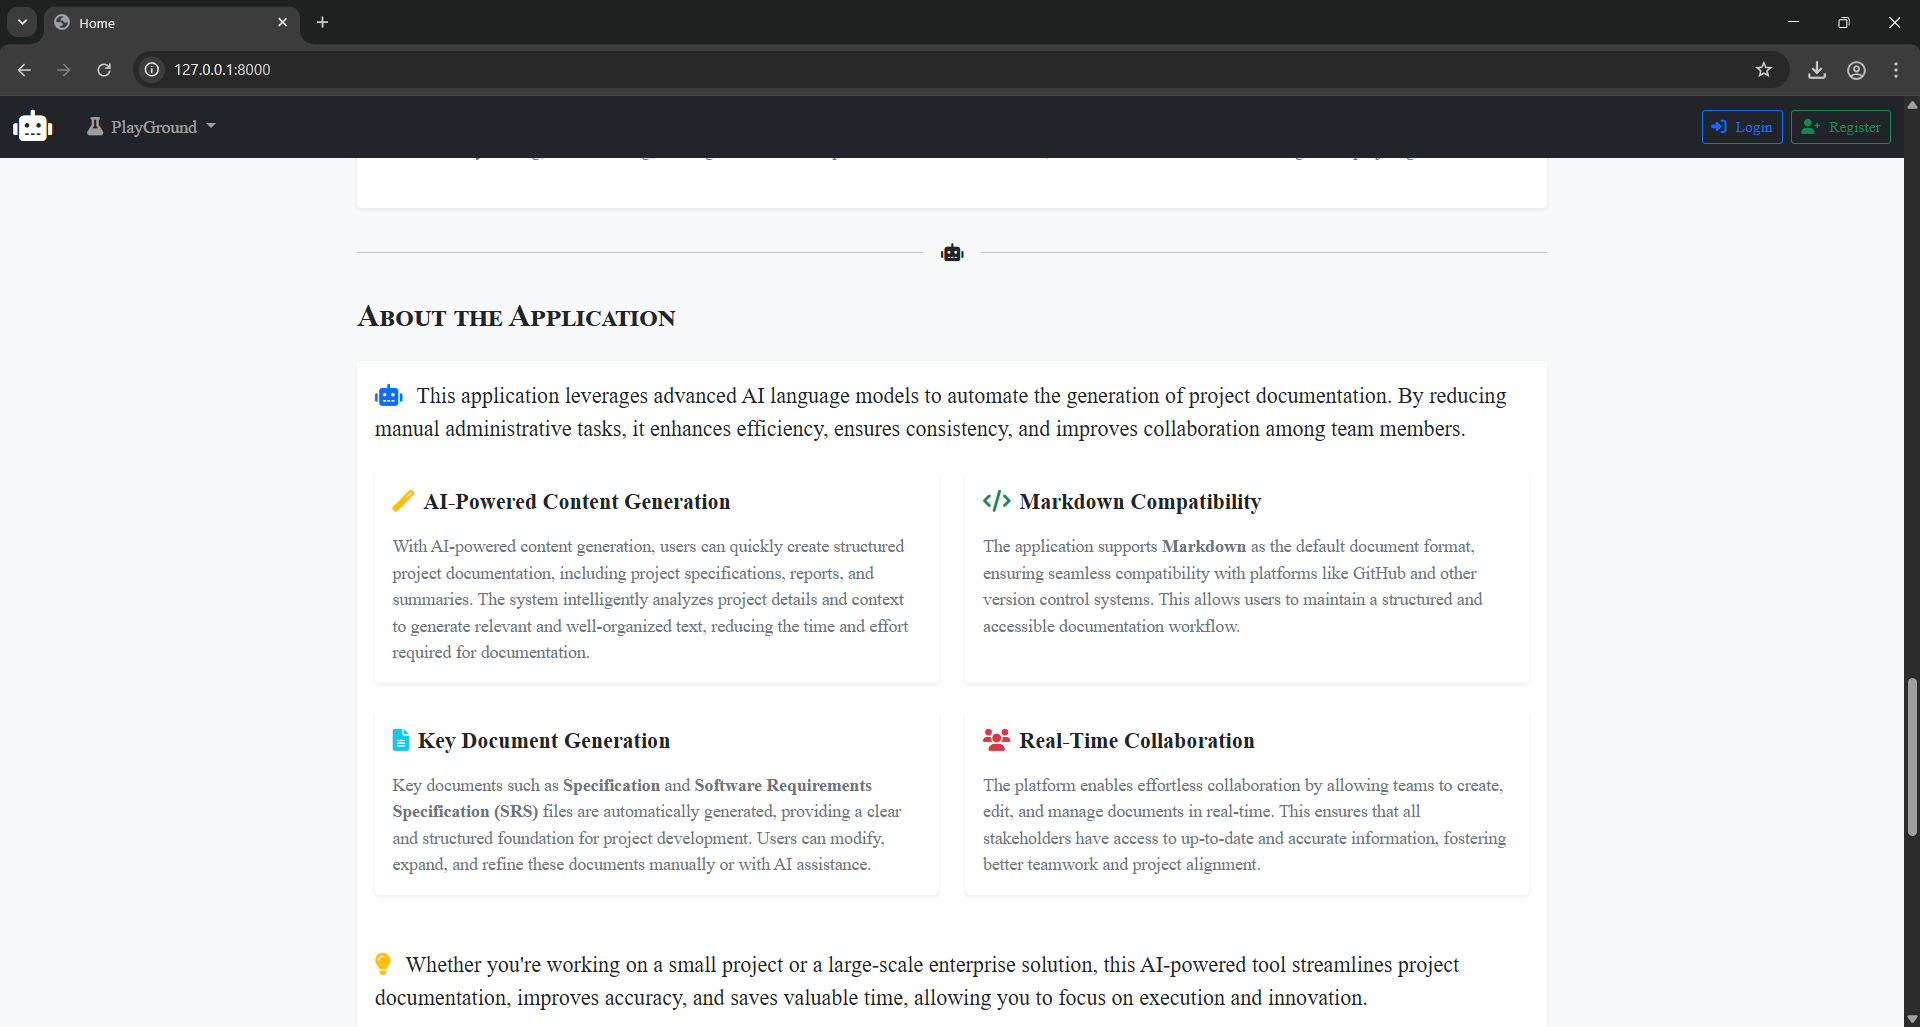 Home
127.0.0.1:8000
PlayGround
Login
Register
About the Application
This application leverages advanced AI language models to automate the generation of project documentation. By reducing
manual administrative tasks, it enhances efficiency, ensures consistency, and improves collaboration among team members.
AI-Powered Content Generation
With AI-powered content generation, users can quickly create structured
project documentation, including project specifications, reports, and
summaries. The system intelligently analyzes project details and context
to generate relevant and well-organized text, reducing the time and effort
required for documentation.
Markdown Compatibility
The application supports Markdown as the default document format,
ensuring seamless compatibility with platforms like GitHub and other
version control systems. This allows users to maintain a structured and
accessible documentation workflow.
Key Document Generation
Key documents such as Specification and Software Requirements
Specification (SRS) files are automatically generated, providing a clear
and structured foundation for project development. Users can modify,
expand, and refine these documents manually or with AI assistance.
Real-Time Collaboration
The platform enables effortless collaboration by allowing teams to create,
edit, and manage documents in real-time. This ensures that all
stakeholders have access to up-to-date and accurate information, fostering
better teamwork and project alignment.
Whether you're working on a small project or a large-scale enterprise solution, this AI-powered tool streamlines project
documentation, improves accuracy, and saves valuable time, allowing you to focus on execution and innovation.